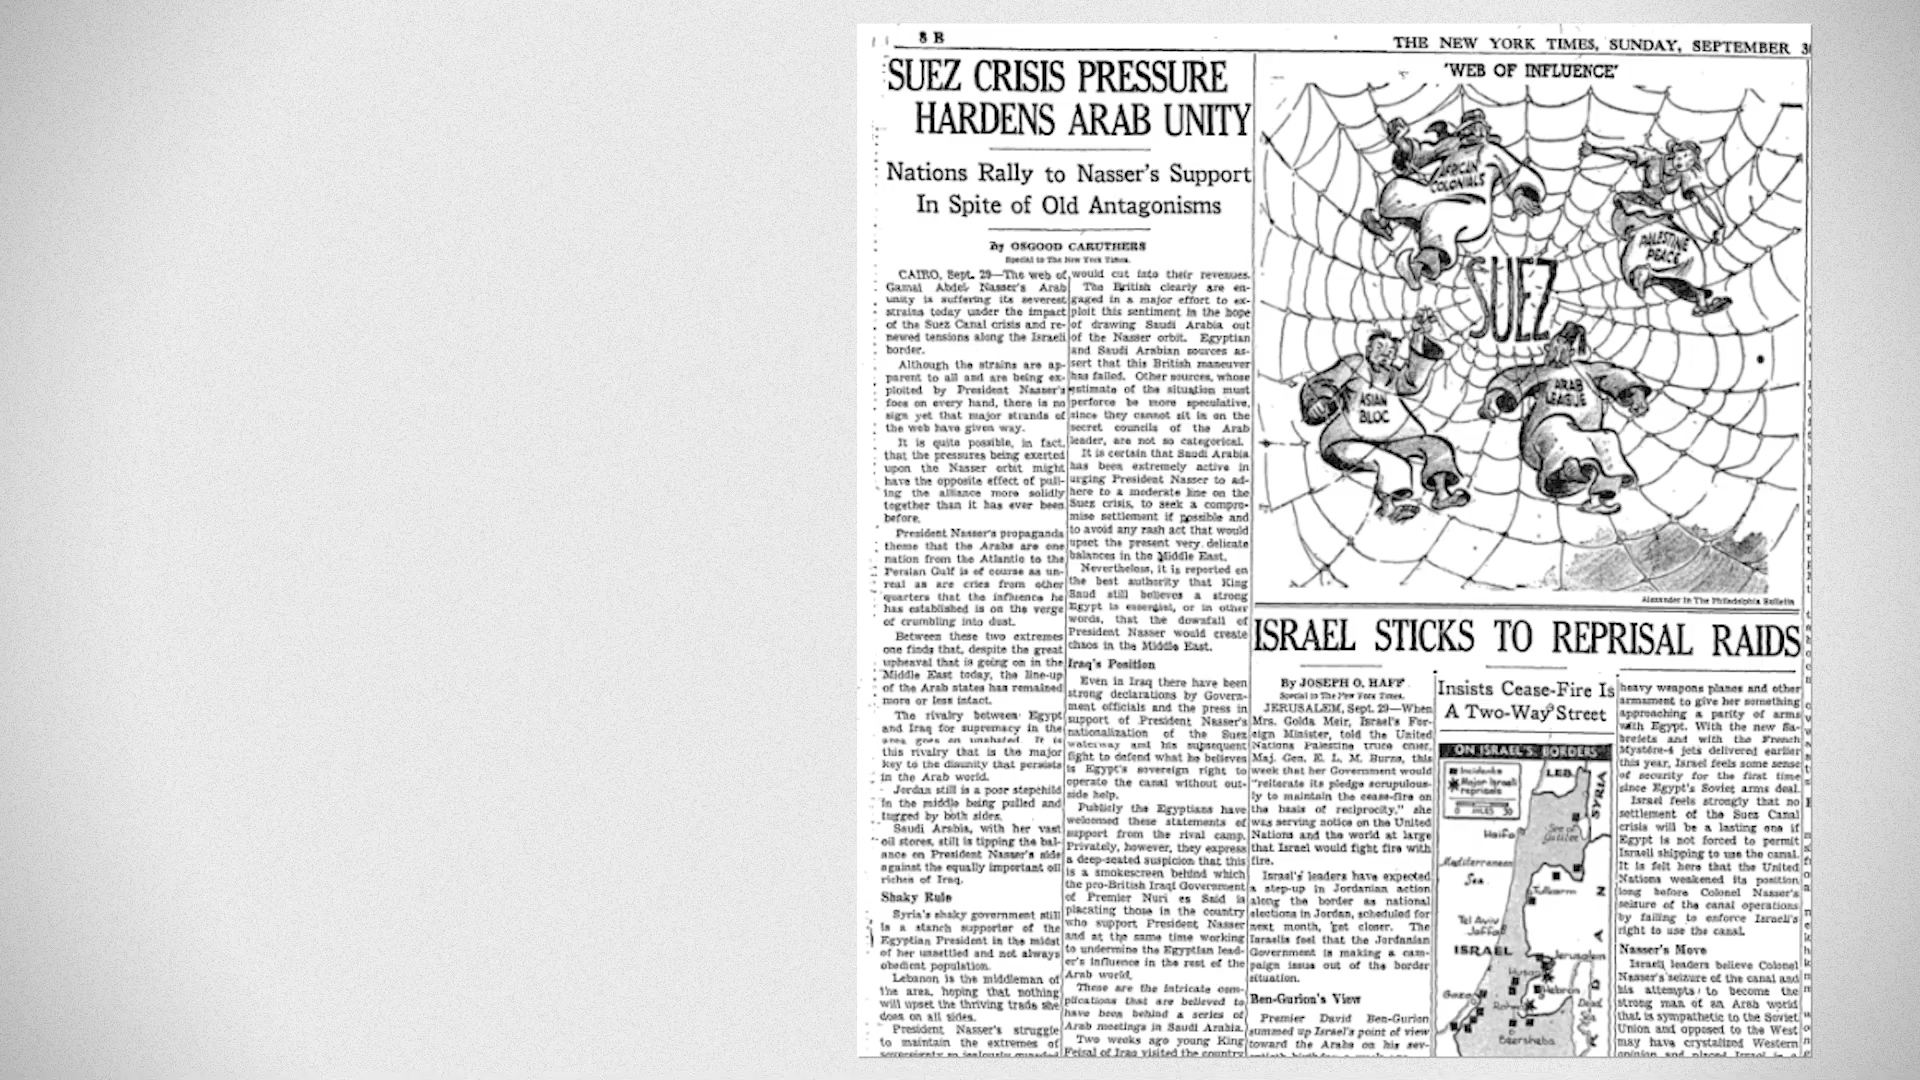 8 B
THE NEW YORK TIMES, SUNDAY, SEPTEMBER 30
SUEZ CRISIS PRESSURE
HARDENS ARAB UNITY
Nations Rally to Nasser's Support
In Spite of Old Antagonisms
By OSGOOD CARUTHERS
Special to The New York Times.
CAIRO, Sept. 29—The web of
Gamal Abdel Nasser's Arab
unity is suffering its severest
strains today under the impact
of the Suez Canal crisis and re-
newed tensions along the Israeli
border.
Although the strains are ap-
parent to all and are being ex-
ploited by President Nasser's
foes on every hand, there is no
sign yet that major strands of
the web have given way.
It is quite possible, in fact,
that the pressures being exerted
upon the Nasser orbit might
have the opposite effect of pull-
ing the alliance more solidly
together than it has ever been
before.
President Nasser's propaganda
theme that the Arabs are one
nation from the Atlantic to the
Persian Gulf is of course as un-
real as are cries from other
quarters that the influence he
has established is on the verge
of crumbling into dust.
Between these two extremes
one finds that, despite the great
upheaval that is going on in the
Middle East today, the line-up
of the Arab states has remained
more or less intact.
The rivalry between Egypt
and Iraq for supremacy in the
area goes on unabated. It is
this rivalry that is the major
key to the disunity that persists
in the Arab world.
Jordan still is a poor stepchild
in the middle being pulled and
tugged by both sides.
Saudi Arabia, with her vast
oil stores, still is tipping the bal-
ance on President Nasser's side
against the equally important oil
riches of Iraq.
Shaky Rule
Syria's shaky government still
is a stanch supporter of the
Egyptian President in the midst
of her unsettled and not always
obedient population.
Lebanon is the middleman of
the area, hoping that nothing
will upset the thriving trade she
does on all sides.
President Nasser's struggle
to maintain the extremes of
would cut into their revenues.
The British clearly are en-
gaged in a major effort to ex-
ploit this sentiment in the hope
of drawing Saudi Arabia out
of the Nasser orbit. Egyptian
and Saudi Arabian sources as-
sert that this British maneuver
has failed. Other sources, whose
estimate of the situation must
perforce be more speculative,
since they cannot sit in on the
secret councils of the Arab
leader, are not so categorical.
It is certain that Saudi Arabia
has been extremely active in
urging President Nasser to ad-
here to a moderate line on the
Suez crisis, to seek a compro-
mise settlement if possible and
to avoid any rash act that would
upset the present very delicate
balances in the Middle East.
Nevertheless, it is reported on
the best authority that King
Saud still believes a strong
Egypt is essential, or in other
words, that the downfall of
President Nasser would create
chaos in the Middle East.
Iraq's Position
Even in Iraq there have been
strong declarations by Govern-
ment officials and the press in
support of President Nasser's
nationalization of the Suez
waterway and his subsequent
fight to defend what he believes
is Egypt's sovereign right to
operate the canal without out-
side help.
Publicly the Egyptians have
welcomed these statements of
support from the rival camp.
Privately, however, they express
a deep-seated suspicion that this
is a smokescreen behind which
the pro-British Iraqi Government
of Premier Nuri es Said is
placating those in the country
who support President Nasser
and at the same time working
to undermine the Egyptian lead-
er's influence in the rest of the
Arab world.
These are the intricate com-
plications that are believed to
have been behind a series of
Arab meetings in Saudi Arabia.
Two weeks ago young King
Feisal of Iraq visited the country
'WEB OF INFLUENCE'
AFRICAN
COLONIALS
PALESTINE
PEACE
SUEZ
ASIAN
BLOC
ARAB
LEAGUE
Alexander in The Philadelphia Bulletin
ISRAEL STICKS TO REPRISAL RAIDS
By JOSEPH O. HAFF
Special to The New York Times.
JERUSALEM, Sept. 29—When
Mrs. Golda Meir, Israel's For-
eign Minister, told the United
Nations Palestine truce chief,
Maj. Gen. E. L. M. Burns, this
week that her Government would
"reiterate its pledge scrupulous-
ly to maintain the cease-fire on
the basis of reciprocity," she
was serving notice on the United
Nations and the world at large
that Israel would fight fire with
fire.
Israel's leaders have expected
a step-up in Jordanian action
along the border as national
elections in Jordan, scheduled for
next month, get closer. The
Israelis feel that the Jordanian
Government is making a cam-
paign issue out of the border
situation.
Ben-Gurion's View
Premier David Ben-Gurion
summed up Israel's point of view
toward the Arabs on his sev-
Insists Cease-Fire Is
A Two-Way Street
ON ISRAEL'S BORDERS
Incidents
Major Israeli
reprisals
0 MILES 30
LEB.
SYRIA
Haifa
Sea of
Galilee
Mediterranean
Sea
Tulkarm
Tel Aviv
Jaffa
ISRAEL
Jerusalem
Husan
Hebron
Gaza
Dead
Beersheba
heavy weapons planes and other
armament to give her something
approaching a parity of arms
with Egypt. With the new Sa-
brejets and with the French
Mystère-4 jets delivered earlier
this year, Israel feels some sense
of security for the first time
since Egypt's Soviet arms deal.
Israel feels strongly that no
settlement of the Suez Canal
crisis will be a lasting one if
Egypt is not forced to permit
Israeli shipping to use the canal.
It is felt here that the United
Nations weakened its position
long before Colonel Nasser's
seizure of the canal operations
by failing to enforce Israel's
right to use the canal.
Nasser's Move
Israeli leaders believe Colonel
Nasser's seizure of the canal and
his attempts to become the
strong man of an Arab world
that is sympathetic to the Soviet
Union and opposed to the West
may have crystalized Western